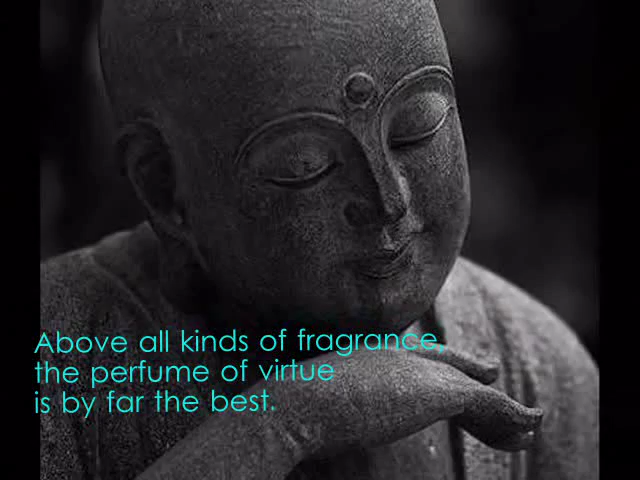 Above all kinds of fragrance,
the perfume of virtue
is by far the best.